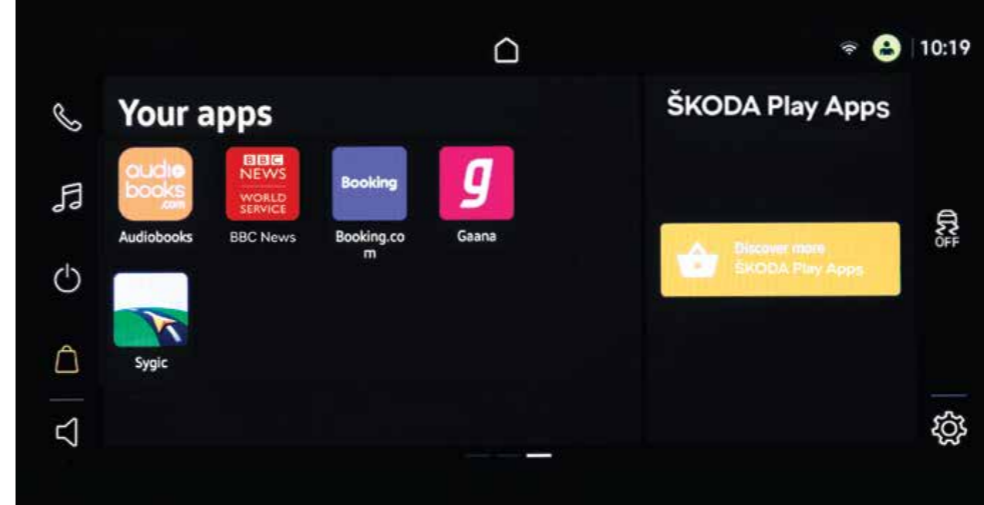 10:19
Your apps
ŠKODA Play Apps
audio
books
.com
BBC
NEWS
WORLD
SERVICE
Booking
g
Audiobooks
BBC News
Booking.co
m
Gaana
OFF
Discover more
ŠKODA Play Apps
Sygic